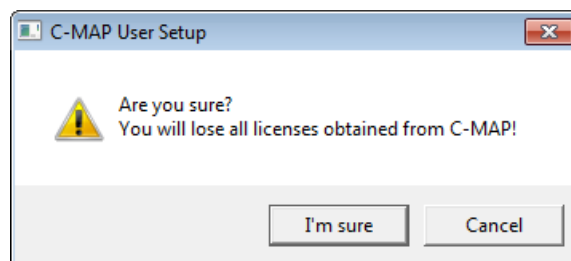 C-MAP User Setup
Are you sure?
You will lose all licenses obtained from C-MAP!
I'm sure
Cancel